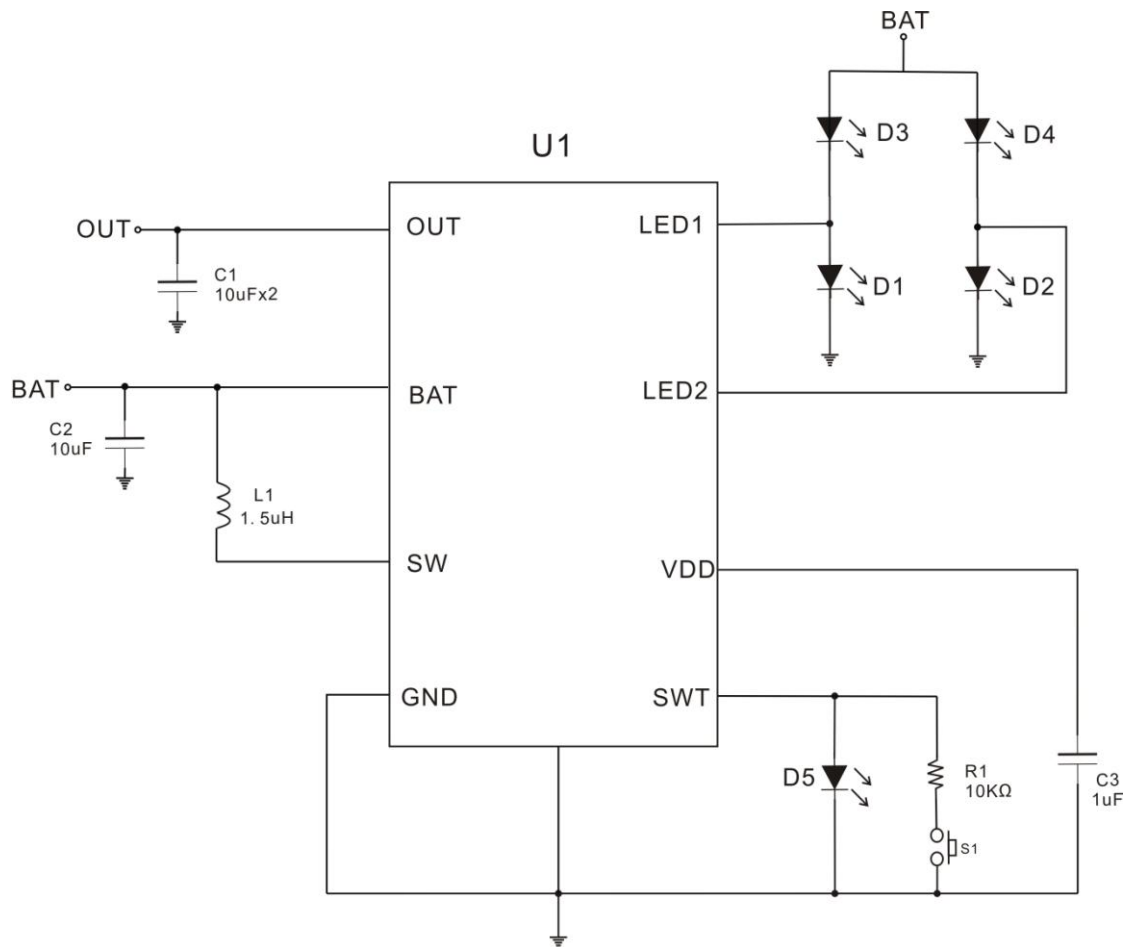 BAT
D3
D4
U1
OUT
OUT
LED1
C1
10uFx2
D1
D2
BAT
BAT
LED2
C2
10uF
L1
1. 5uH
SW
VDD
GND
SWT
D5
R1
10KΩ
C3
1uF
S1